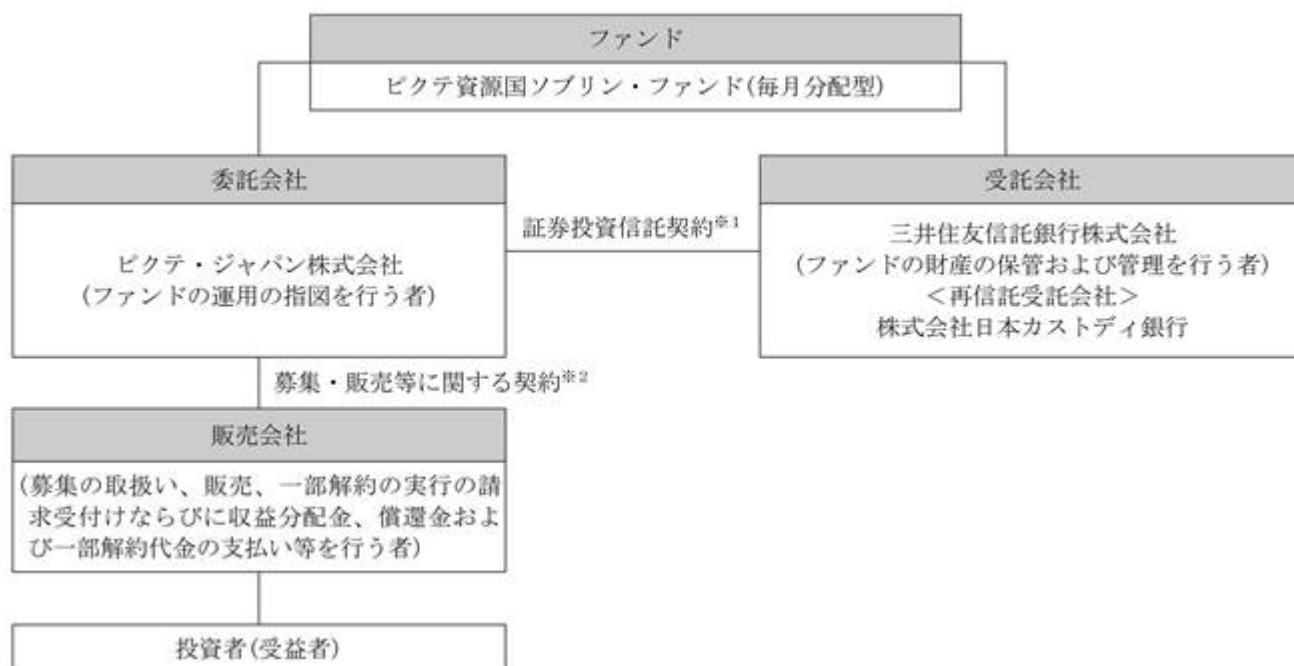 ファンド
ピクテ資源国ソブリン・ファンド(毎月分配型)
委託会社
ピクテ・ジャパン株式会社
(ファンドの運用の指図を行う者)
証券投資信託契約※1
受託会社
三井住友信託銀行株式会社
(ファンドの財産の保管および管理を行う者)
<再信託受託会社>
株式会社日本カストディ銀行
募集・販売等に関する契約※2
販売会社
(募集の取扱い、販売、一部解約の実行の請
求受付けならびに収益分配金、償還金およ
び一部解約代金の支払い等を行う者)
投資者(受益者)